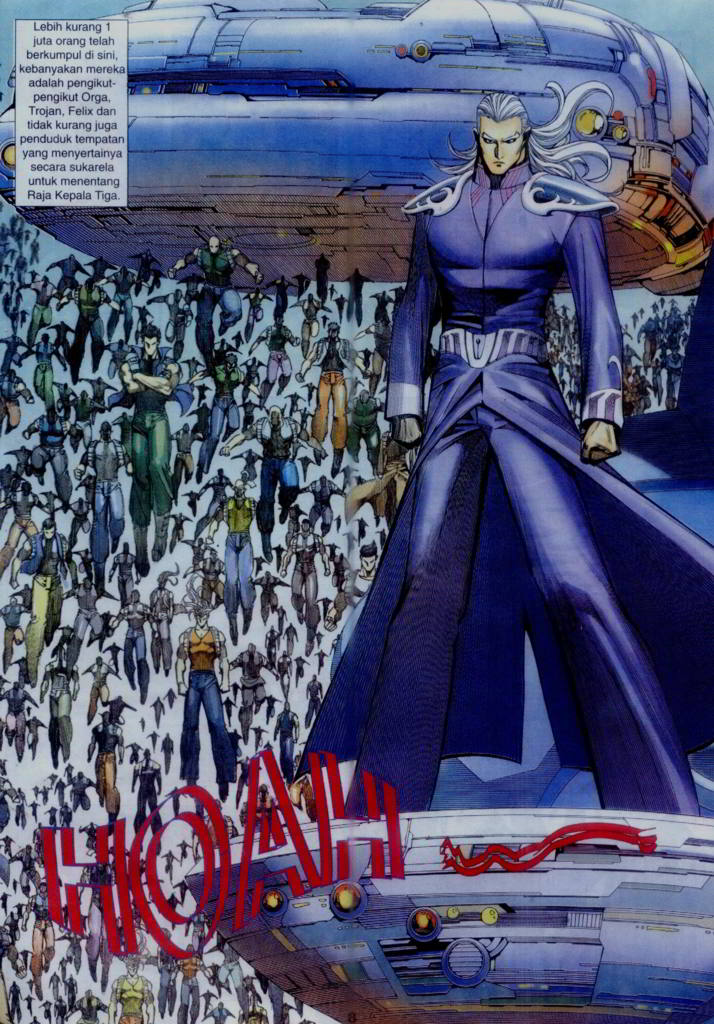 Lebih kurang 1
juta orang telah
berkumpul di sini,
kebanyakan mereka
adalah pengikut-
pengikut Orga,
Trojan, Felix dan
tidak kurang juga
penduduk tempatan
yang menyertainya
secara sukarela
untuk menentang
Raja Kepala Tiga.
HOAH
8